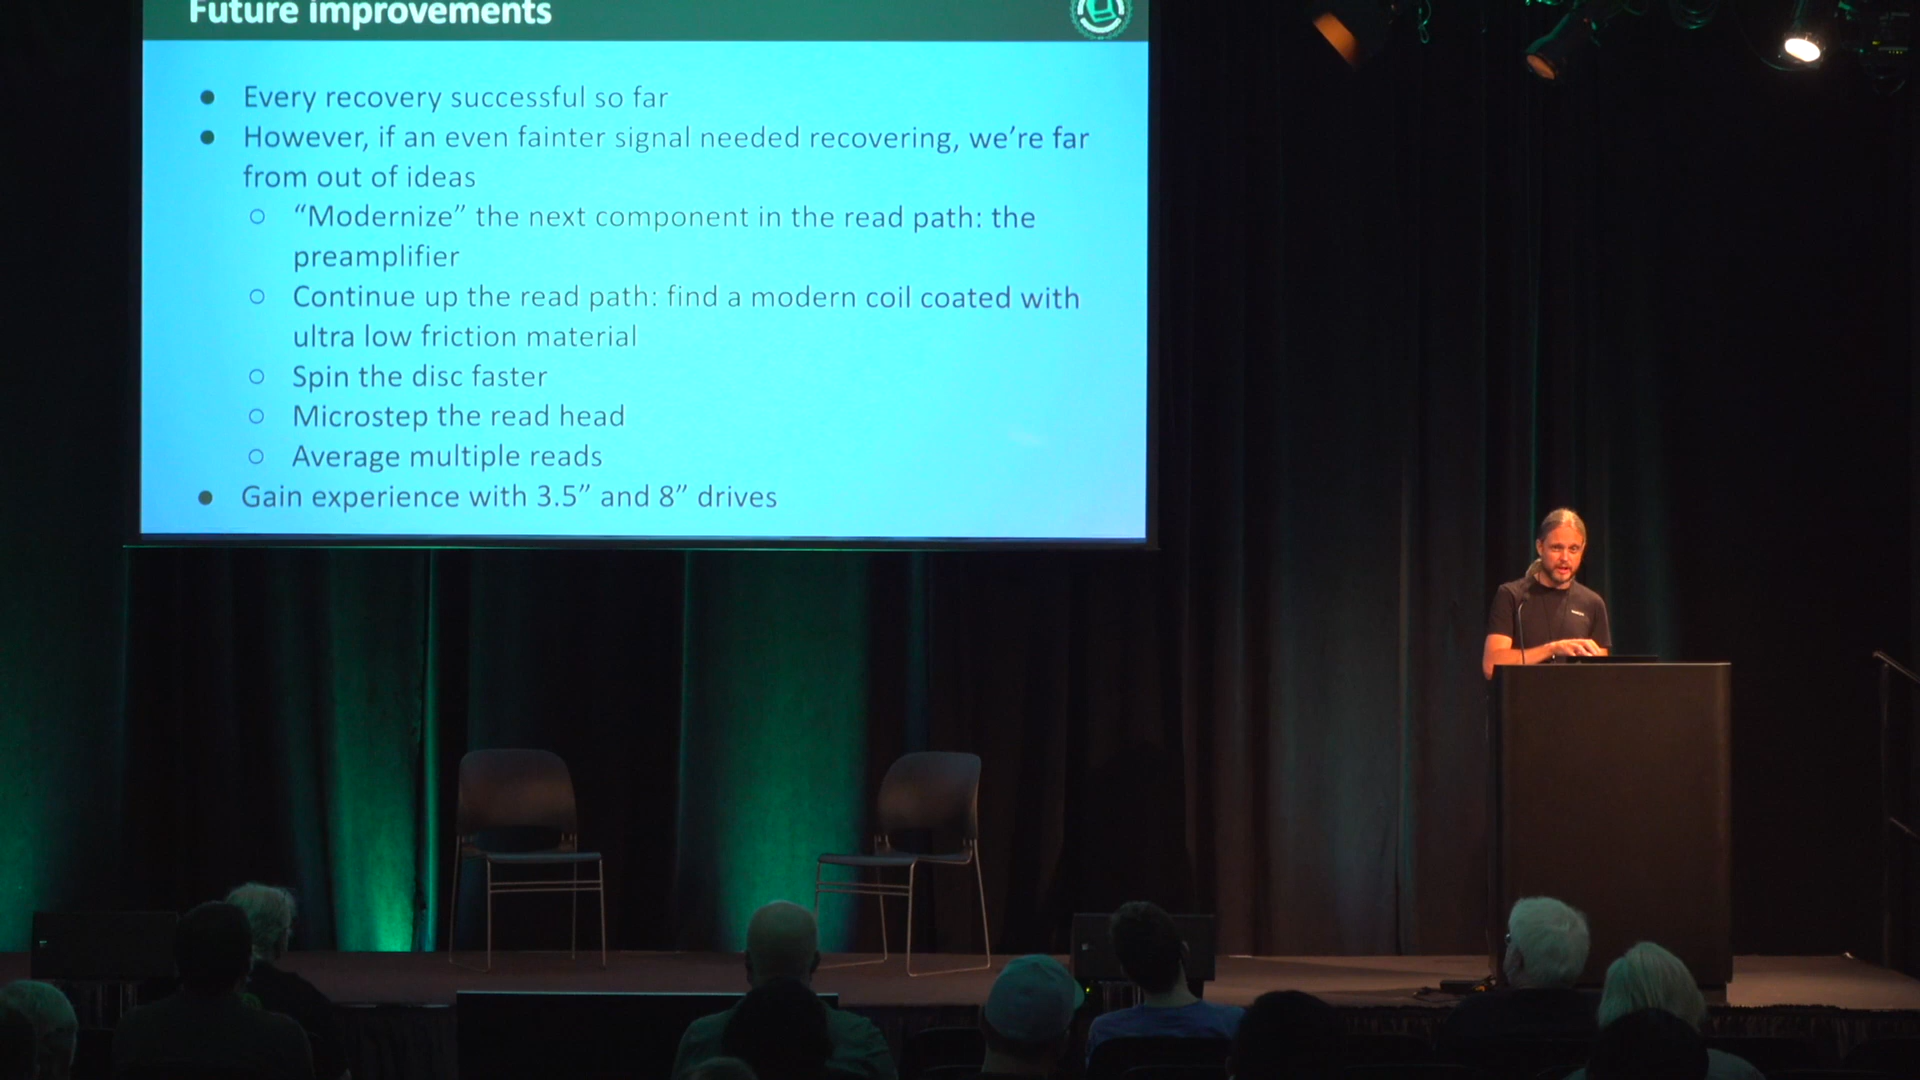 Future improvements
● Every recovery successful so far
● However, if an even fainter signal needed recovering, we’re far
from out of ideas
○ “Modernize” the next component in the read path: the
preamplifier
○ Continue up the read path: find a modern coil coated with
ultra low friction material
○ Spin the disc faster
○ Microstep the read head
○ Average multiple reads
● Gain experience with 3.5” and 8” drives